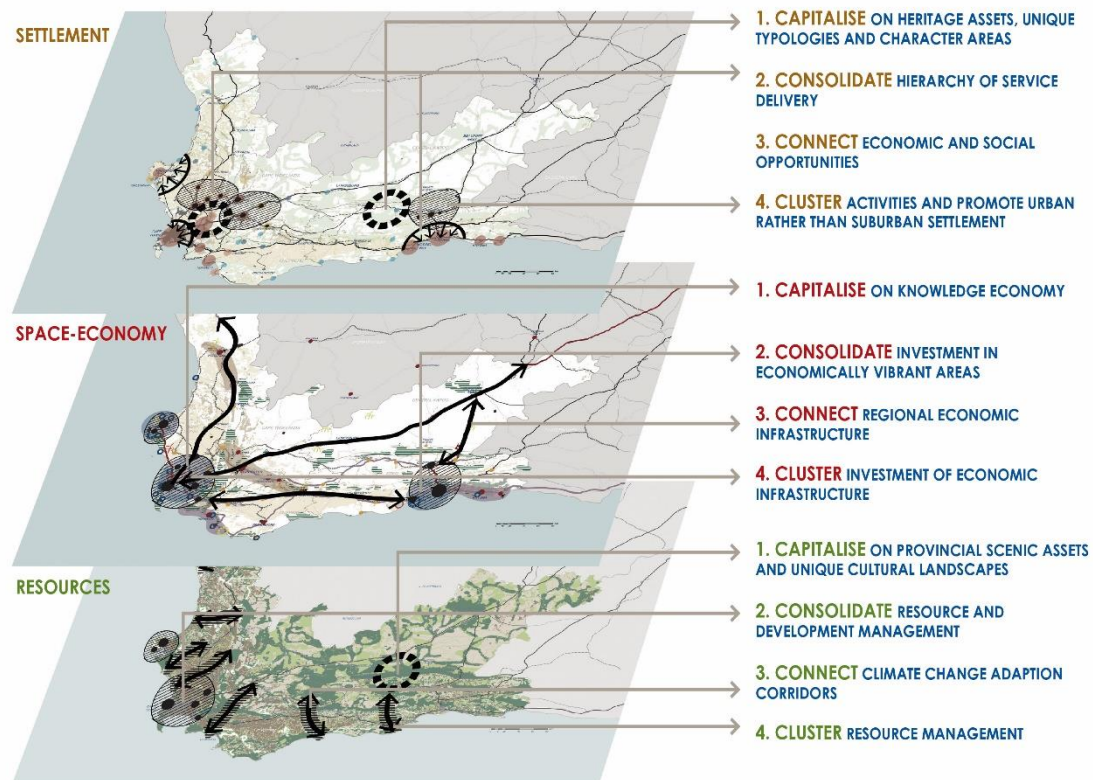 SETTLEMENT
1. CAPITALISE ON HERITAGE ASSETS, UNIQUE
TYPOLOGIES AND CHARACTER AREAS
2. CONSOLIDATE HIERARCHY OF SERVICE
DELIVERY
3. CONNECT ECONOMIC AND SOCIAL
OPPORTUNITIES
4. CLUSTER ACTIVITIES AND PROMOTE URBAN
RATHER THAN SUBURBAN SETTLEMENT
SPACE-ECONOMY
1. CAPITALISE ON KNOWLEDGE ECONOMY
2. CONSOLIDATE INVESTMENT IN
ECONOMICALLY VIBRANT AREAS
3. CONNECT REGIONAL ECONOMIC
INFRASTRUCTURE
4. CLUSTER INVESTMENT OF ECONOMIC
INFRASTRUCTURE
RESOURCES
1. CAPITALISE ON PROVINCIAL SCENIC ASSETS
AND UNIQUE CULTURAL LANDSCAPES
2. CONSOLIDATE RESOURCE AND
DEVELOPMENT MANAGEMENT
3. CONNECT CLIMATE CHANGE ADAPTION
CORRIDORS
4. CLUSTER RESOURCE MANAGEMENT